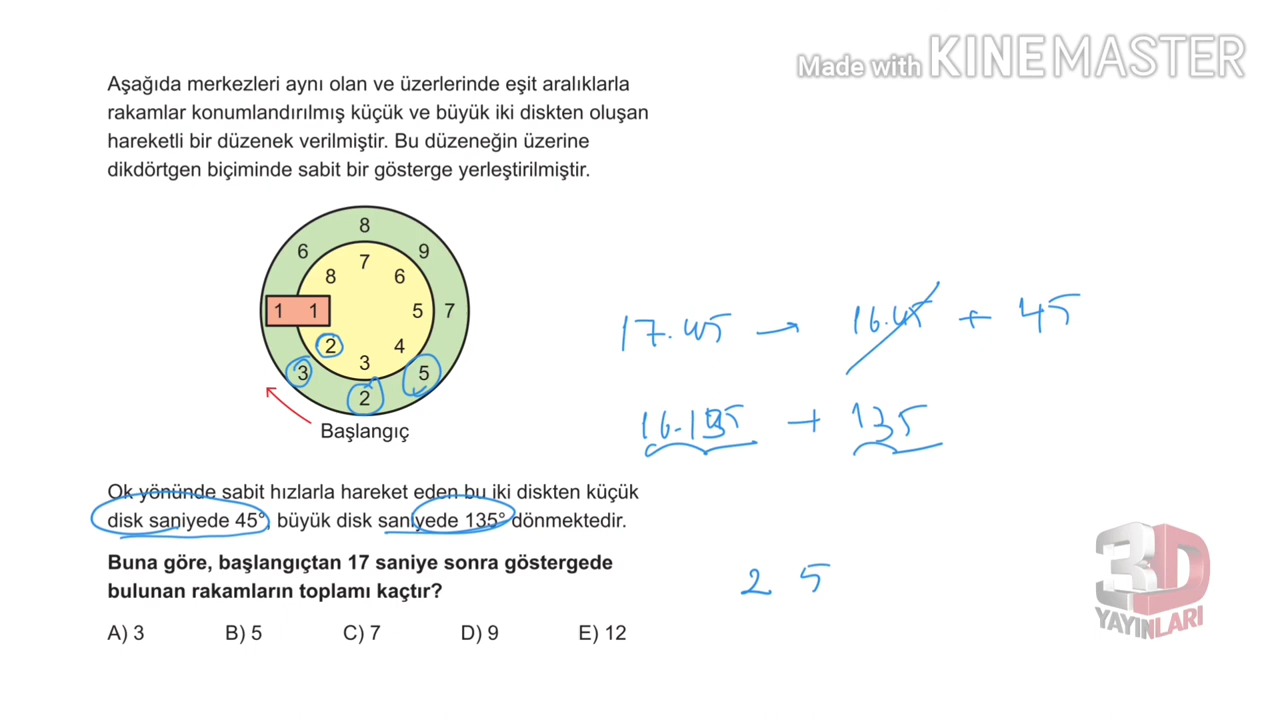 Made with KINEMASTER
Aşağıda merkezleri aynı olan ve üzerlerinde eşit aralıklarla
rakamlar konumlandırılmış küçük ve büyük iki diskten oluşan
hareketli bir düzenek verilmiştir. Bu düzeneğin üzerine
dikdörtgen biçiminde sabit bir gösterge yerleştirilmiştir.
8
6 9
7
8 6
1 1 5 7
2 4
3 3 5
2
Başlangıç
17.45 → 16.45 + 45
16.135 + 135
Ok yönünde sabit hızlarla hareket eden bu iki diskten küçük
disk saniyede 45°, büyük disk saniyede 135° dönmektedir.
Buna göre, başlangıçtan 17 saniye sonra göstergede
bulunan rakamların toplamı kaçtır?
2 5
A) 3 B) 5 C) 7 D) 9 E) 12
3D
YAYINLARI